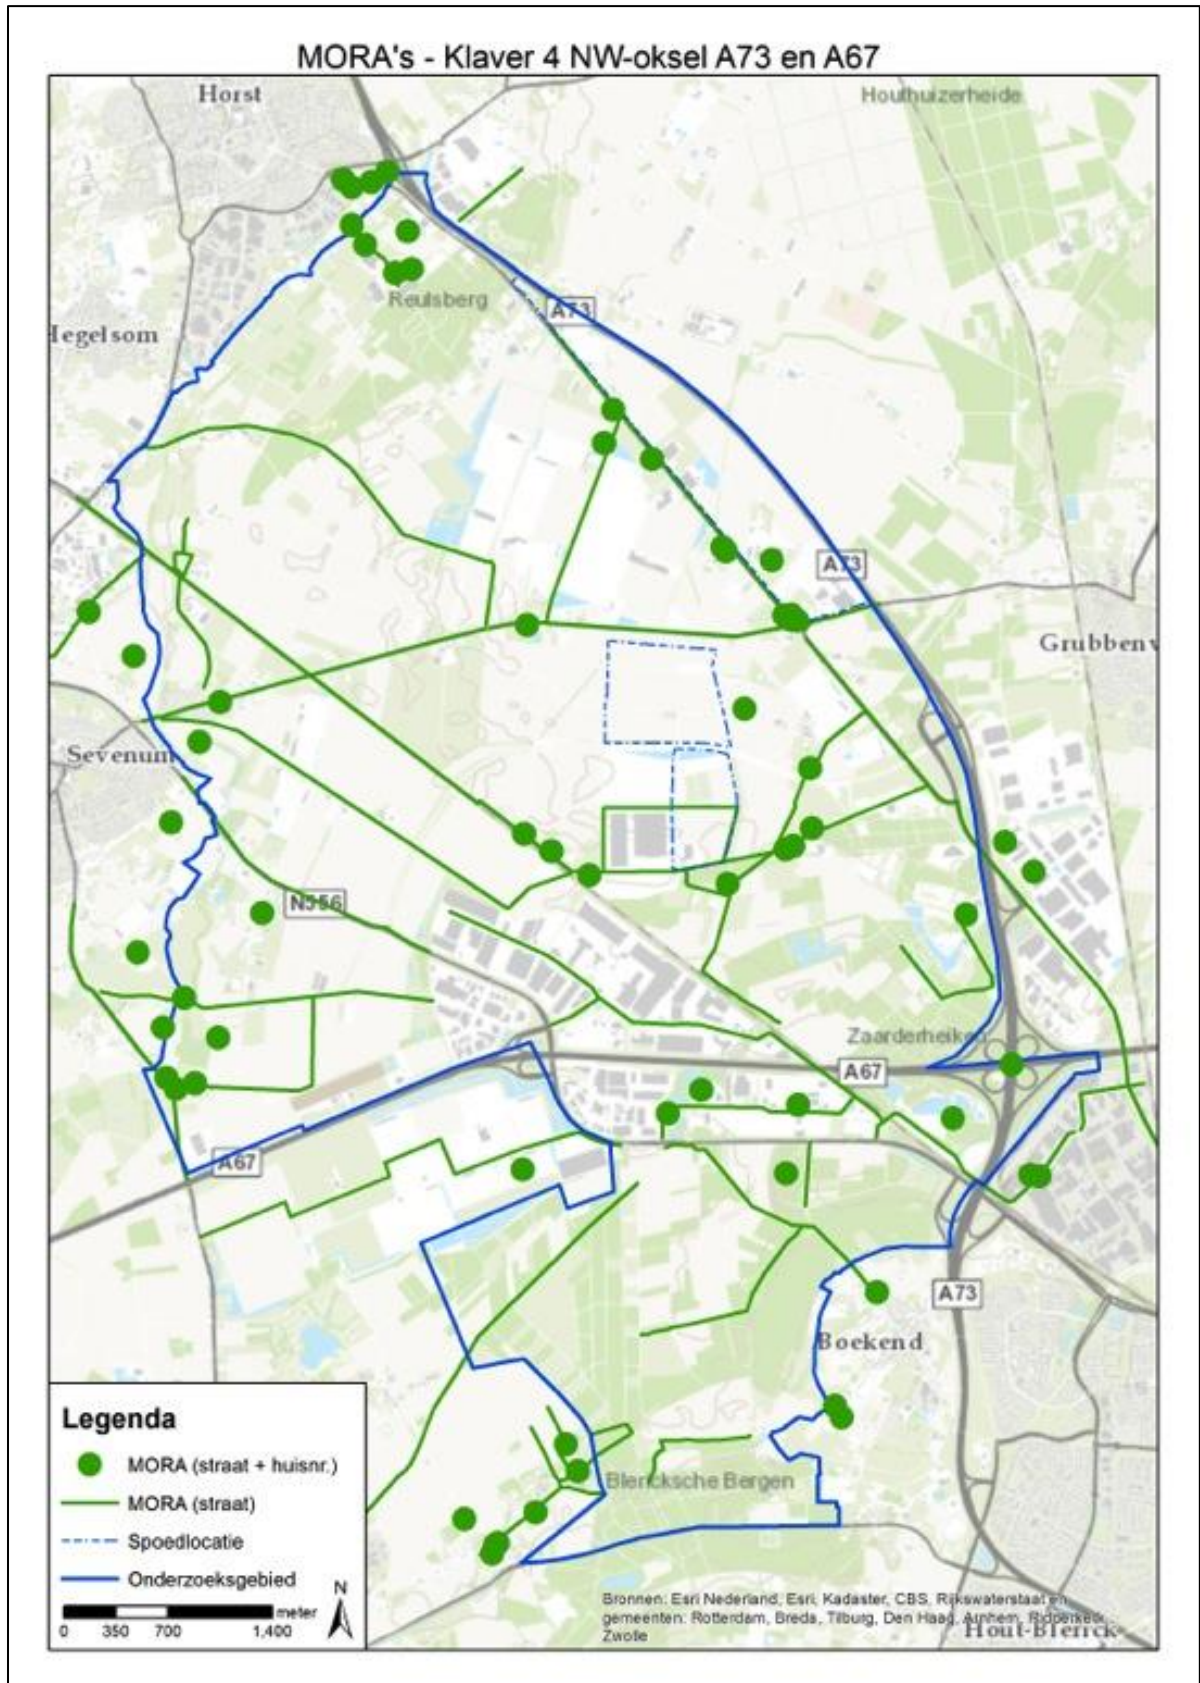 MORA's - Klaver 4 NW-oksel A73 en A67
Horst
Houthuizerheide
Reulsberg
A73
Hegelsom
A73
Grubbenv
Sevenum
N556
Zaarderheiken
A67
A67
A73
Boekend
Blericksche Bergen
Legenda
MORA (straat + huisnr.)
MORA (straat)
Spoedlocatie
Onderzoeksgebied
N
meter
0 350 700 1,400
Bronnen: Esri Nederland, Esri, Kadaster, CBS, Rijkswaterstaat en
gemeenten: Rotterdam, Breda, Tilburg, Den Haag, Arnhem, Ridderkerk,
Zwolle
Hout-Blerick